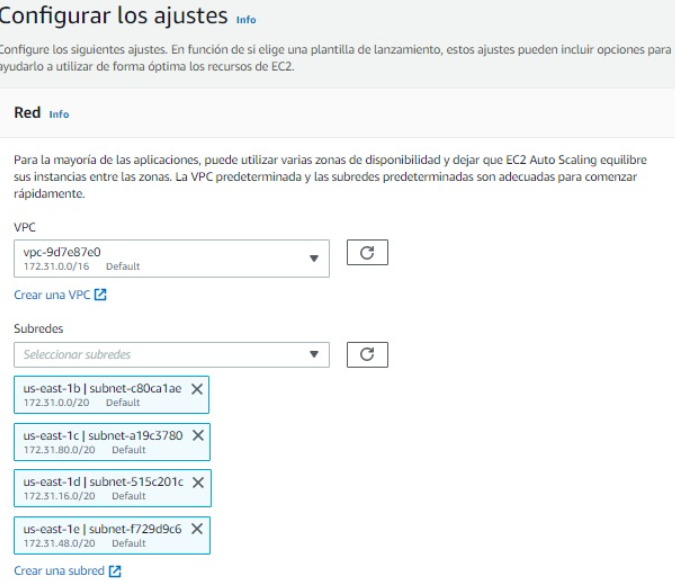 Configurar los ajustes Info
Configure los siguientes ajustes. En función de si elige una plantilla de lanzamiento, estos ajustes pueden incluir opciones para
ayudarlo a utilizar de forma óptima los recursos de EC2.
Red Info
Para la mayoría de las aplicaciones, puede utilizar varias zonas de disponibilidad y dejar que EC2 Auto Scaling equilibre
sus instancias entre las zonas. La VPC predeterminada y las subredes predeterminadas son adecuadas para comenzar
rápidamente.
VPC
vpc-9d7e87e0
172.31.0.0/16 Default
Crear una VPC
Subredes
Seleccionar subredes
us-east-1b | subnet-c80ca1ae
172.31.0.0/20 Default
us-east-1c | subnet-a19c3780
172.31.80.0/20 Default
us-east-1d | subnet-515c201c
172.31.16.0/20 Default
us-east-1e | subnet-f729d9c6
172.31.48.0/20 Default
Crear una subred